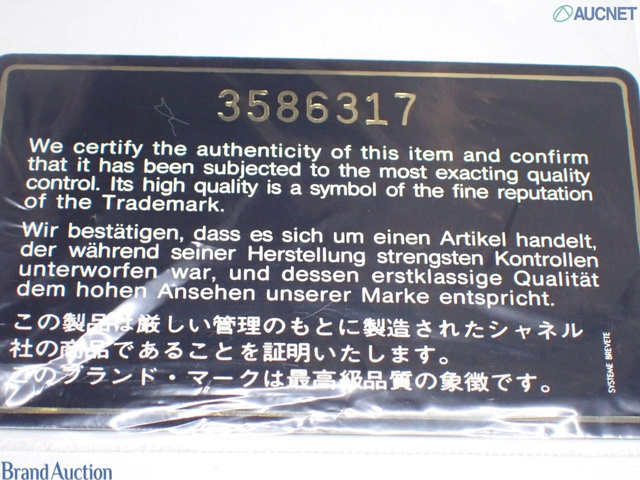 AUCNET
3586317
We certify the authenticity of this item and confirm
that it has been subjected to the most exacting quality
control. Its high quality is a symbol of the fine reputation
of the Trademark.
Wir bestätigen, dass es sich um einen Artikel handelt,
der während seiner Herstellung strengsten Kontrollen
unterworfen war, und dessen erstklassige Qualität
dem hohen Ansehen unserer Marke entspricht.
この製品は厳しい管理のもとに製造されたシャネル
社の商品であることを証明いたします。
このブランド・マークは最高級品質の象徴です。
SYSTEME BREVETE
Brand Auction